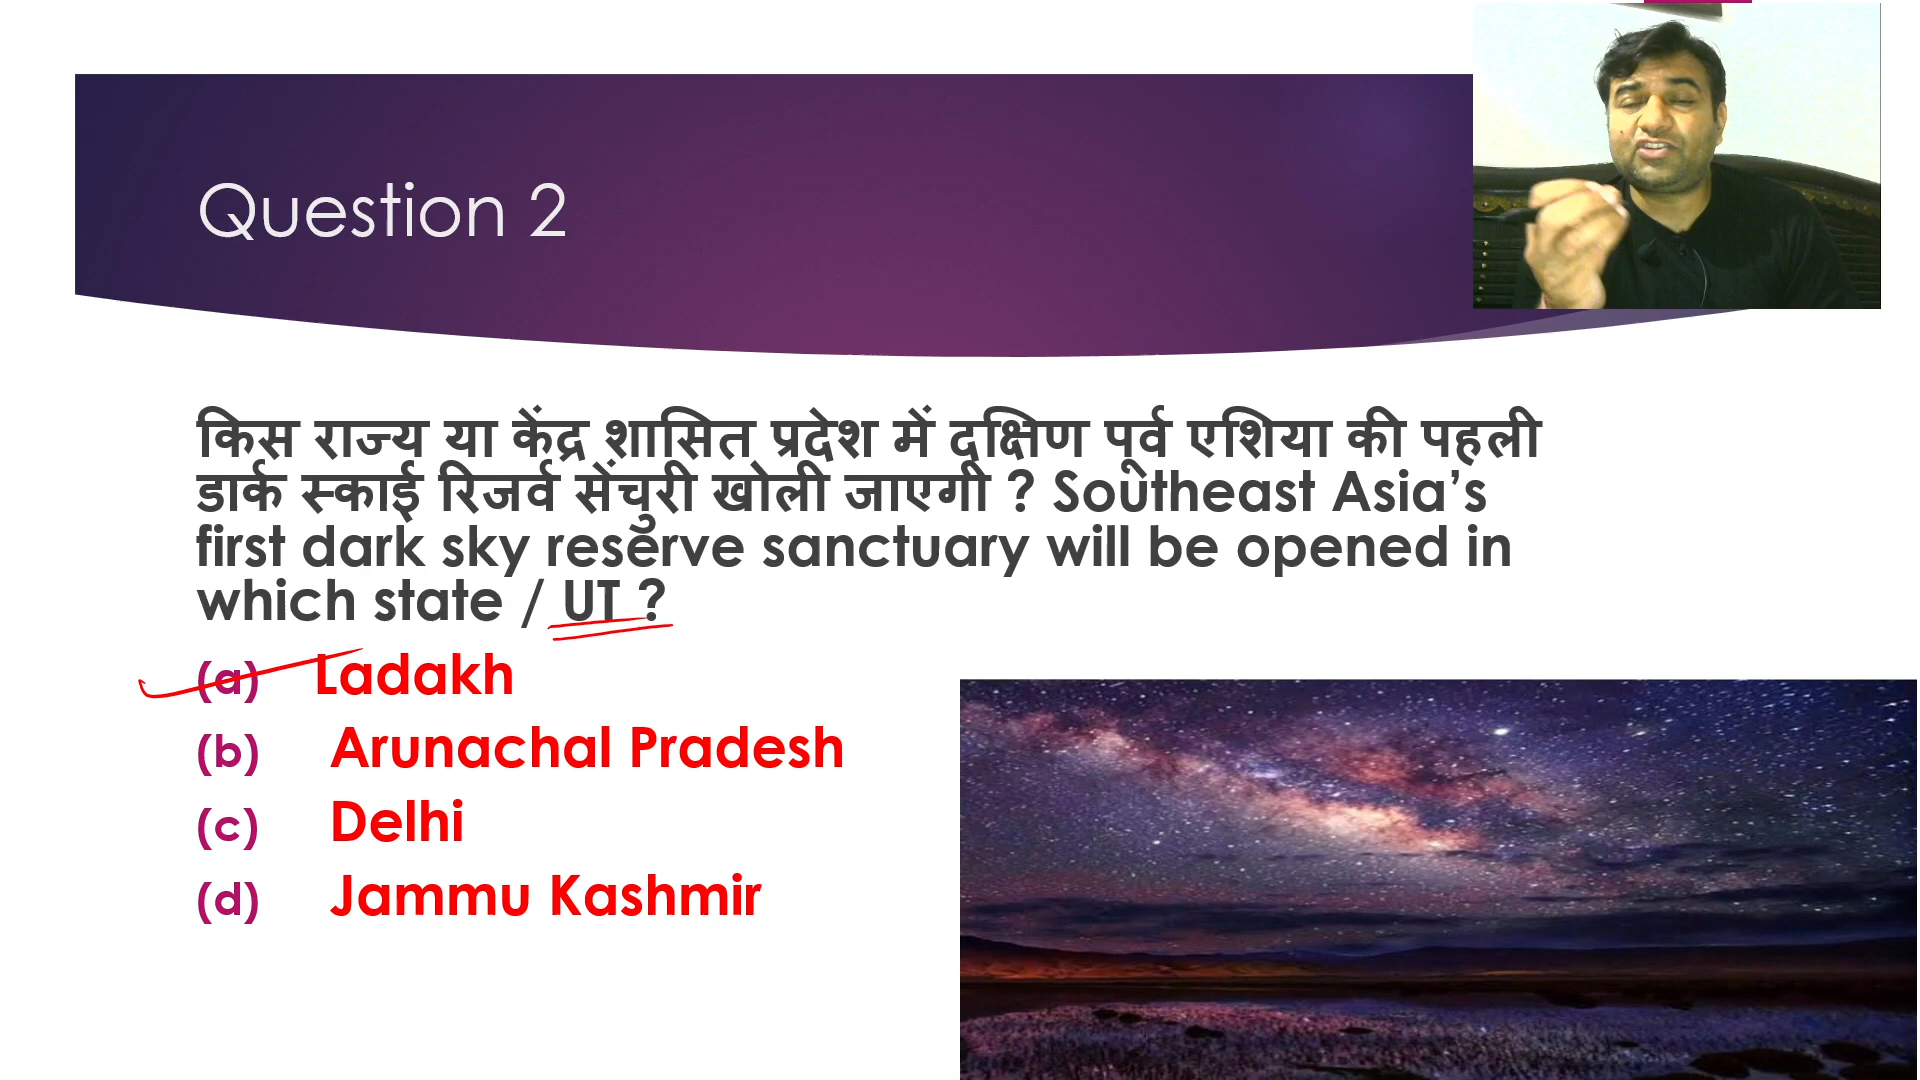 Question 2
किस राज्य या केंद्र शासित प्रदेश में दक्षिण पूर्व एशिया की पहली
डार्क स्काई रिजर्व सेंचुरी खोली जाएगी ? Southeast Asia’s
first dark sky reserve sanctuary will be opened in
which state / UT ?
(a) Ladakh
(b) Arunachal Pradesh
(c) Delhi
(d) Jammu Kashmir